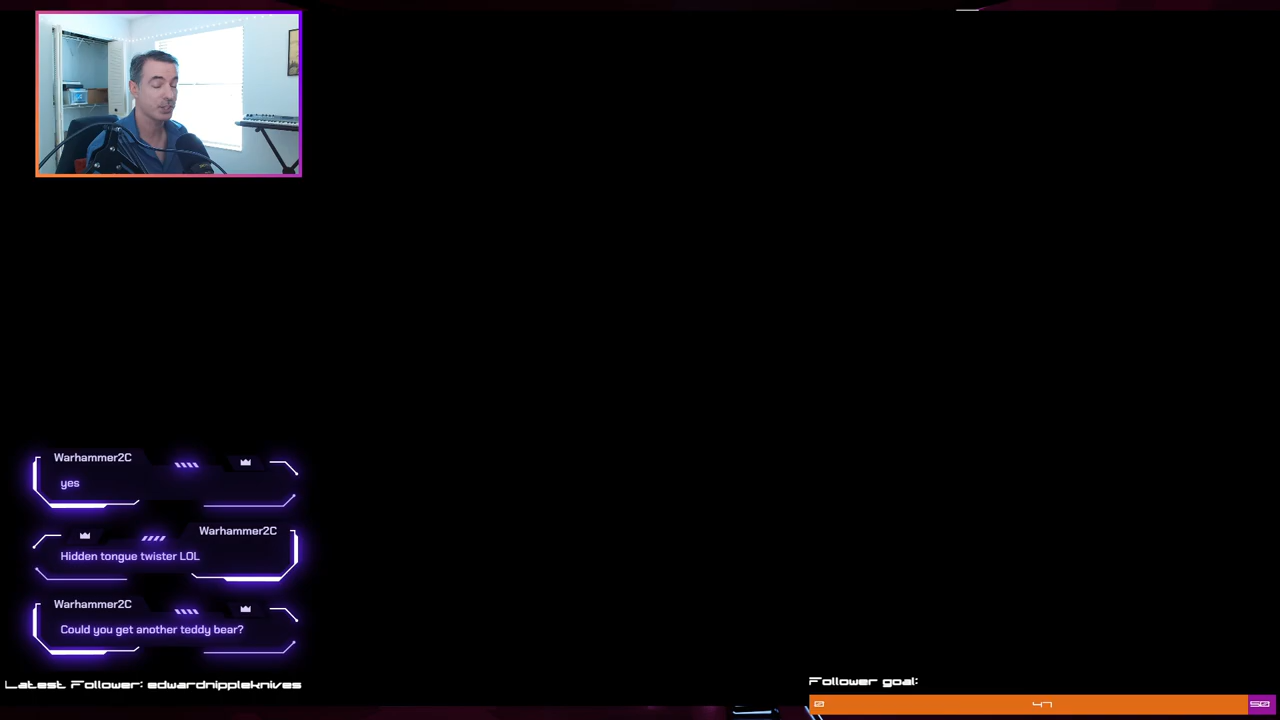 Warhammer2C
yes
Warhammer2C
Hidden tongue twister LOL
Warhammer2C
Could you get another teddy bear?
Latest Follower: edwardnippleknives
Follower goal:
0 47 50